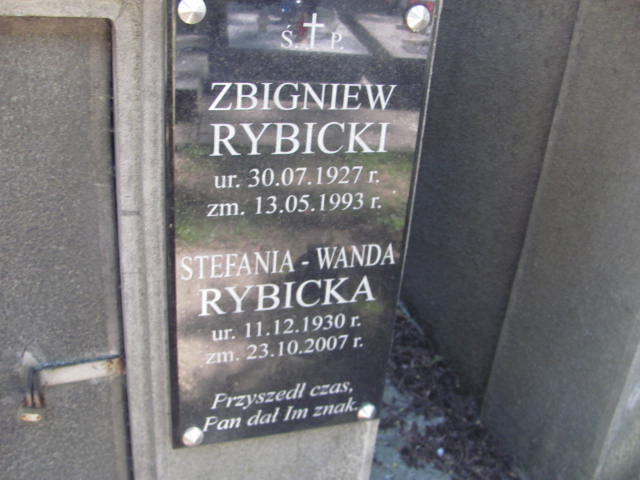 Ś. P.
ZBIGNIEW
RYBICKI
ur. 30.07.1927 r.
zm. 13.05.1993 r.
STEFANIA - WANDA
RYBICKA
ur. 11.12.1930 r.
zm. 23.10.2007 r.
Przyszedł czas,
Pan dał Im znak.